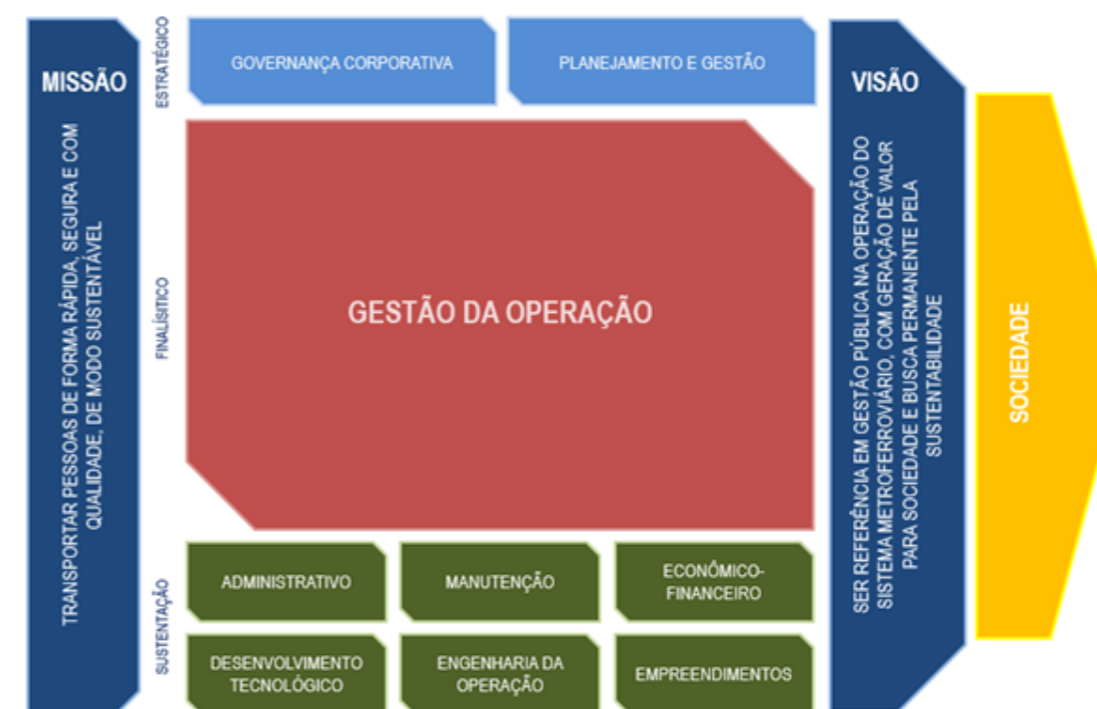 MISSÃO
TRANSPORTAR PESSOAS DE FORMA RÁPIDA, SEGURA E COM
QUALIDADE, DE MODO SUSTENTÁVEL
ESTRATÉGICO
GOVERNANÇA CORPORATIVA
PLANEJAMENTO E GESTÃO
FINALÍSITICO
GESTÃO DA OPERAÇÃO
SUSTENTAÇÃO
ADMINISTRATIVO
MANUTENÇÃO
ECONÔMICO-
FINANCEIRO
DESENVOLVIMENTO
TECNOLÓGICO
ENGENHARIA DA
OPERAÇÃO
EMPREENDIMENTOS
VISÃO
SER REFERÊNCIA EM GESTÃO PÚBLICA NA OPERAÇÃO DO
SISTEMA METROFERROVIÁRIO, COM GERAÇÃO DE VALOR
PARA SOCIEDADE E BUSCA PERMANENTE PELA
SUSTENTABILIDADE
SOCIEDADE